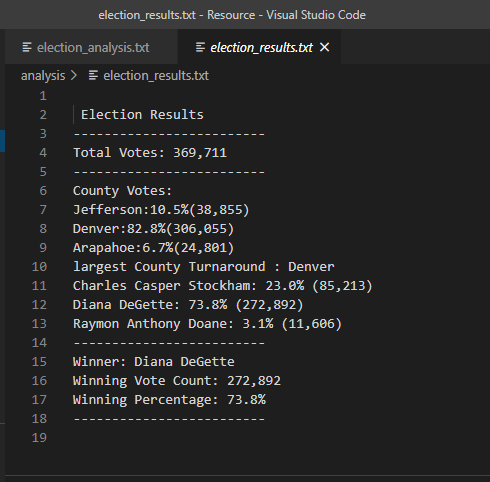 election_results.txt - Resource - Visual Studio Code
election_analysis.txt election_results.txt
analysis > election_results.txt
1
2 Election Results
3 -------------------------
4 Total Votes: 369,711
5 -------------------------
6 County Votes:
7 Jefferson:10.5%(38,855)
8 Denver:82.8%(306,055)
9 Arapahoe:6.7%(24,801)
10 largest County Turnaround : Denver
11 Charles Casper Stockham: 23.0% (85,213)
12 Diana DeGette: 73.8% (272,892)
13 Raymon Anthony Doane: 3.1% (11,606)
14 -------------------------
15 Winner: Diana DeGette
16 Winning Vote Count: 272,892
17 Winning Percentage: 73.8%
18 -------------------------
19